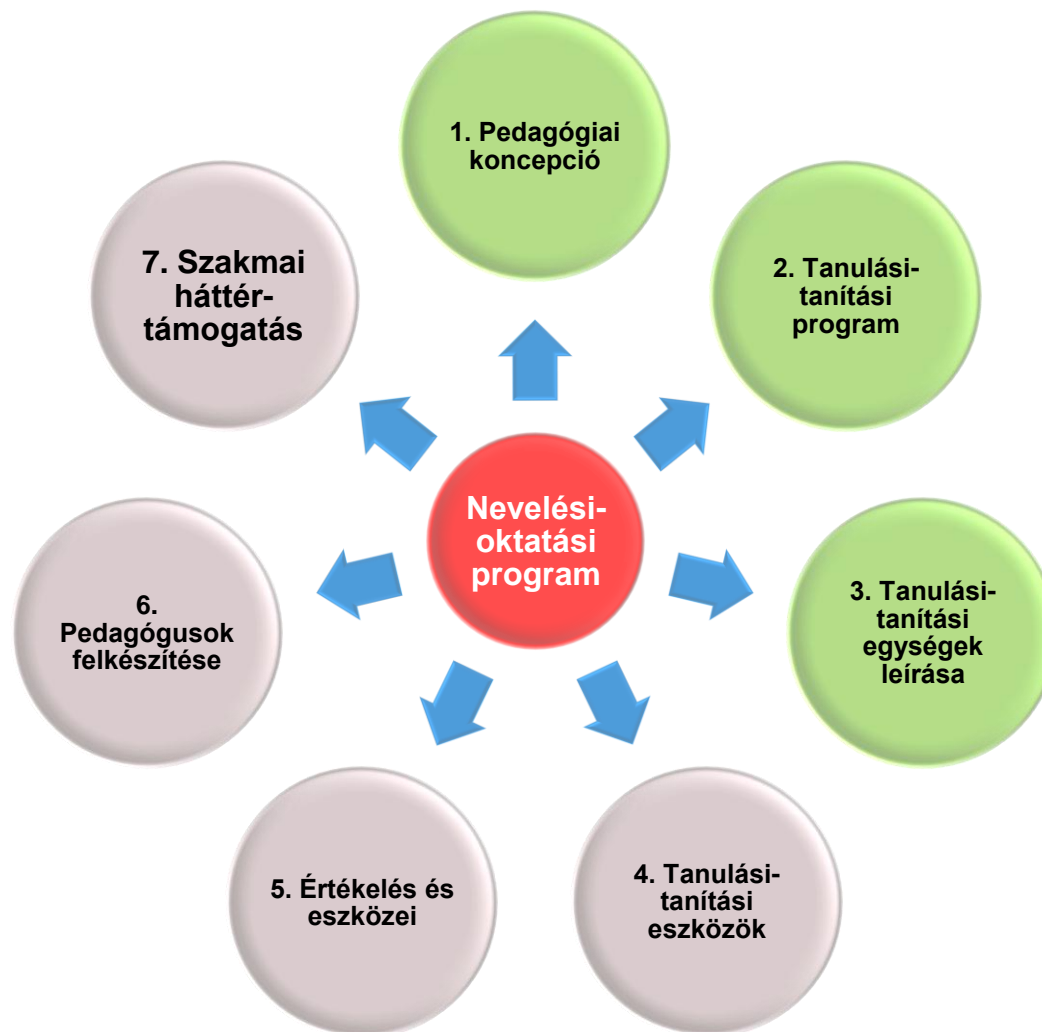 1. Pedagógiai
koncepció
2. Tanulási-
tanítási
program
3. Tanulási-
tanítási
egységek
leírása
4. Tanulási-
tanítási
eszközök
5. Értékelés és
eszközei
6.
Pedagógusok
felkészítése
7. Szakmai
háttér-
támogatás
Nevelési-
oktatási
program